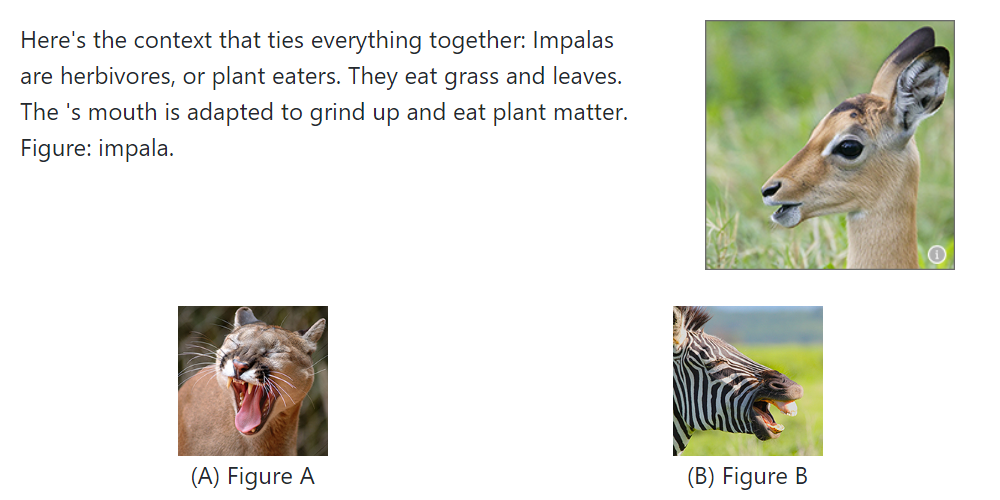 Here's the context that ties everything together: Impalas
are herbivores, or plant eaters. They eat grass and leaves.
The 's mouth is adapted to grind up and eat plant matter.
Figure: impala.
(A) Figure A
(B) Figure B